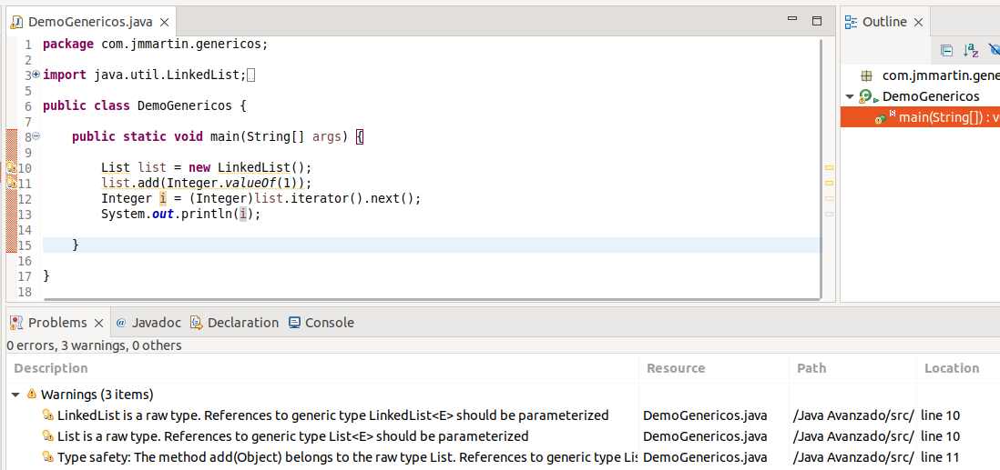 DemoGenericos.java
1 package com.jmmartin.genericos;
2
3 import java.util.LinkedList;
5
6 public class DemoGenericos {
7
8 public static void main(String[] args) {
9
10 List list = new LinkedList();
11 list.add(Integer.valueOf(1));
12 Integer i = (Integer)list.iterator().next();
13 System.out.println(i);
14
15 }
16
17 }
18
Outline
com.jmmartin.gene
DemoGenericos
main(String[]) : v
Problems Javadoc Declaration Console
0 errors, 3 warnings, 0 others
Description Resource Path Location
Warnings (3 items)
LinkedList is a raw type. References to generic type LinkedList<E> should be parameterized DemoGenericos.java /Java Avanzado/src/ line 10
List is a raw type. References to generic type List<E> should be parameterized DemoGenericos.java /Java Avanzado/src/ line 10
Type safety: The method add(Object) belongs to the raw type List. References to generic type Lis DemoGenericos.java /Java Avanzado/src/ line 11